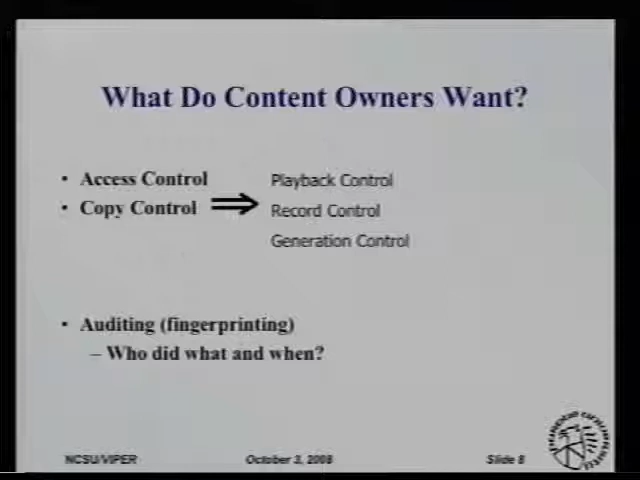 What Do Content Owners Want?
• Access Control
• Copy Control ⇒
Playback Control
Record Control
Generation Control
• Auditing (fingerprinting)
– Who did what and when?
NCSU/VIPER October 3, 2008 Slide 8